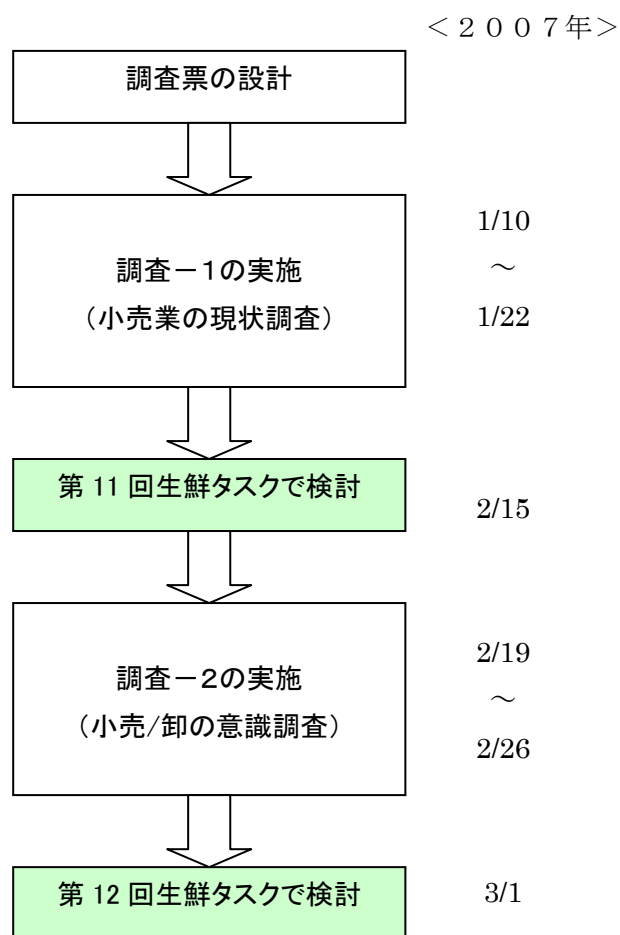 ＜２００７年＞
調査票の設計
調査－１の実施
（小売業の現状調査）
1/10
～
1/22
第 11 回生鮮タスクで検討
2/15
調査－２の実施
（小売/卸の意識調査）
2/19
～
2/26
第 12 回生鮮タスクで検討
3/1